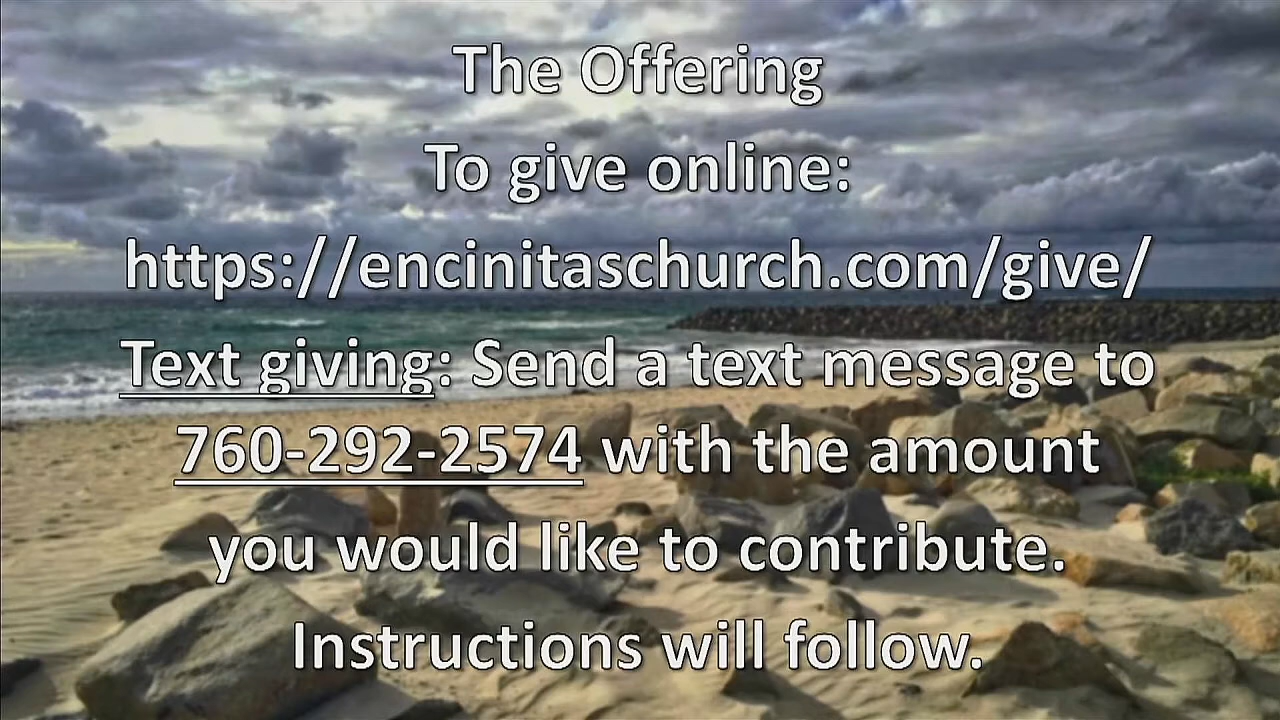 The Offering
To give online:
https://encinitaschurch.com/give/
Text giving: Send a text message to
760-292-2574 with the amount
you would like to contribute.
Instructions will follow.